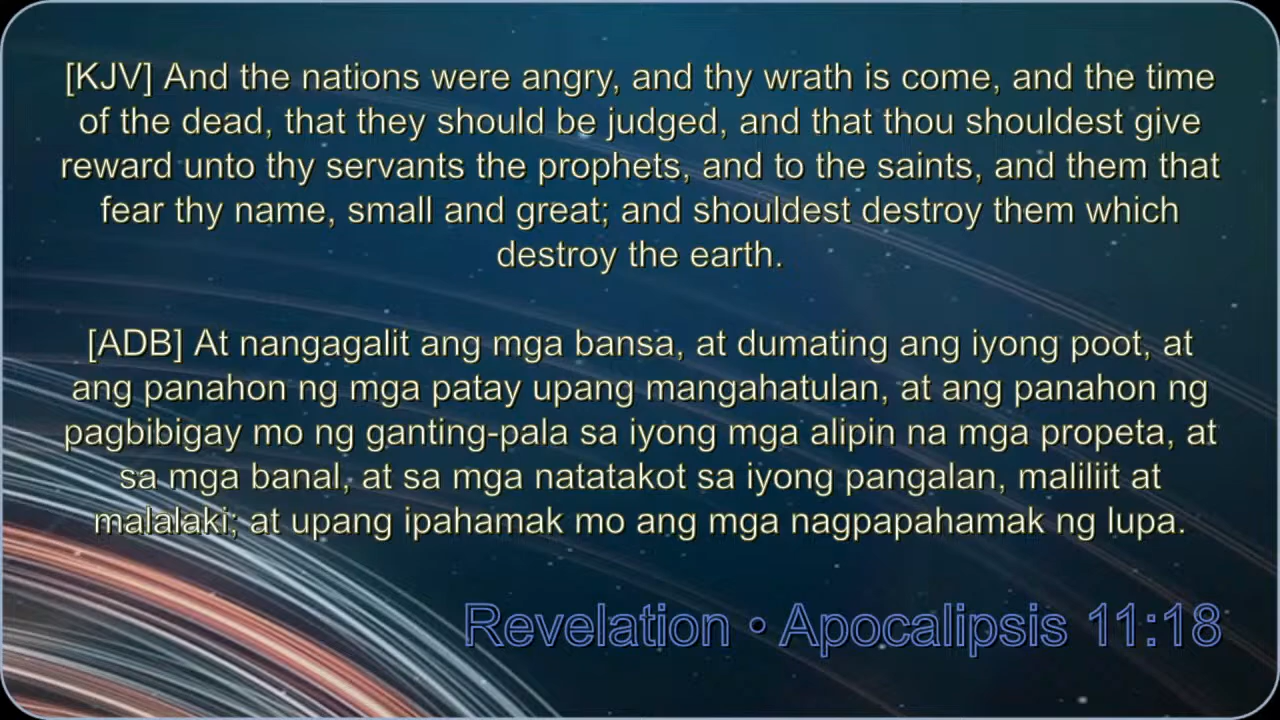 [KJV] And the nations were angry, and thy wrath is come, and the time
of the dead, that they should be judged, and that thou shouldest give
reward unto thy servants the prophets, and to the saints, and them that
fear thy name, small and great; and shouldest destroy them which
destroy the earth.
[ADB] At nangagalit ang mga bansa, at dumating ang iyong poot, at
ang panahon ng mga patay upang mangahatulan, at ang panahon ng
pagbibigay mo ng ganting-pala sa iyong mga alipin na mga propeta, at
sa mga banal, at sa mga natatakot sa iyong pangalan, maliliit at
malalaki; at upang ipahamak mo ang mga nagpapahamak ng lupa.
Revelation • Apocalipsis 11:18